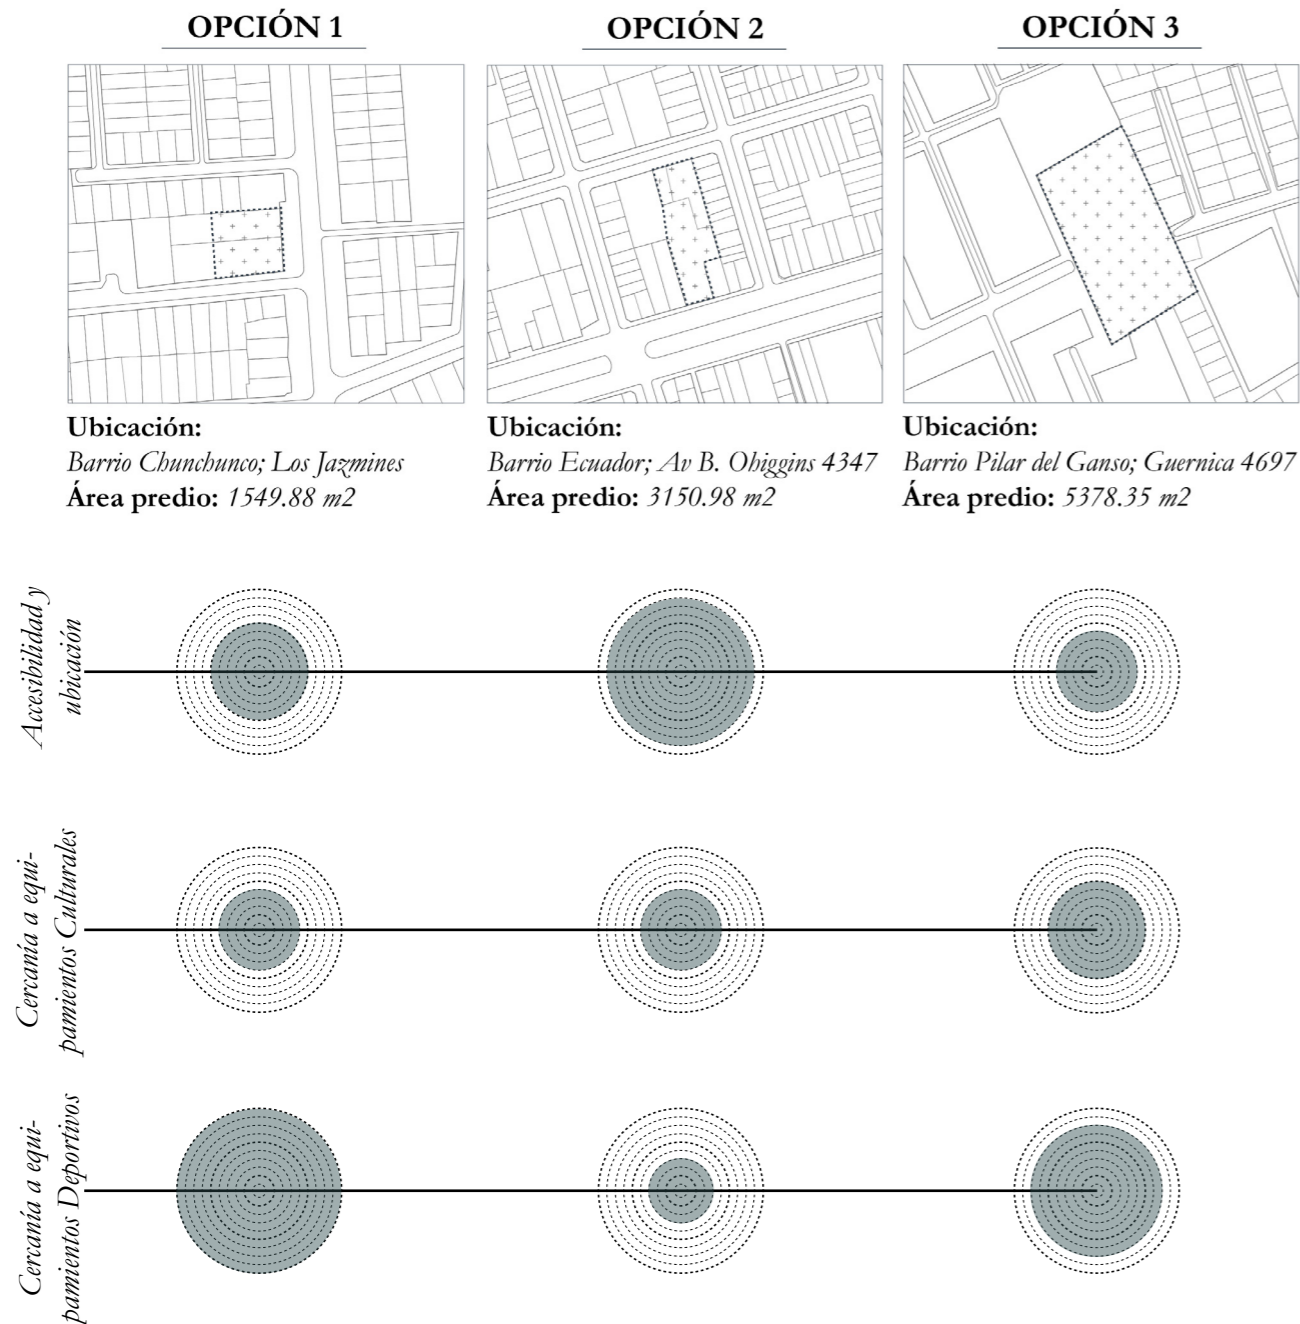 OPCIÓN 1
OPCIÓN 2
OPCIÓN 3
Ubicación:
Barrio Chunchunco; Los Jazmines
Área predio: 1549.88 m2
Ubicación:
Barrio Ecuador; Av B. Ohiggins 4347
Área predio: 3150.98 m2
Ubicación:
Barrio Pilar del Ganso; Guernica 4697
Área predio: 5378.35 m2
Accesibilidad y
ubicación
Cercanía a equi-
pamientos Culturales
Cercanía a equi-
pamientos Deportivos